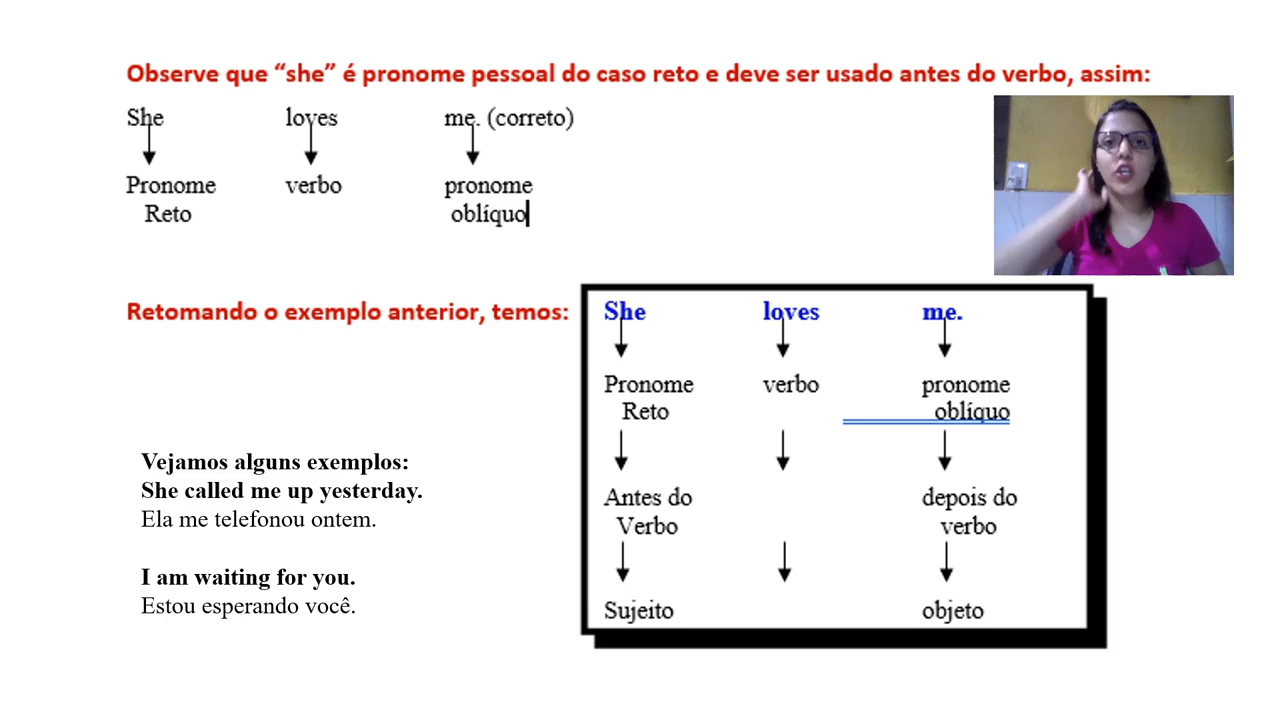 Observe que “she” é pronome pessoal do caso reto e deve ser usado antes do verbo, assim:
She loves me. (correto)
Pronome verbo pronome
Reto oblíquo
Retomando o exemplo anterior, temos:
She loves me.
Pronome verbo pronome
Reto oblíquo
Antes do depois do
Verbo verbo
Sujeito objeto
Vejamos alguns exemplos:
She called me up yesterday.
Ela me telefonou ontem.
I am waiting for you.
Estou esperando você.